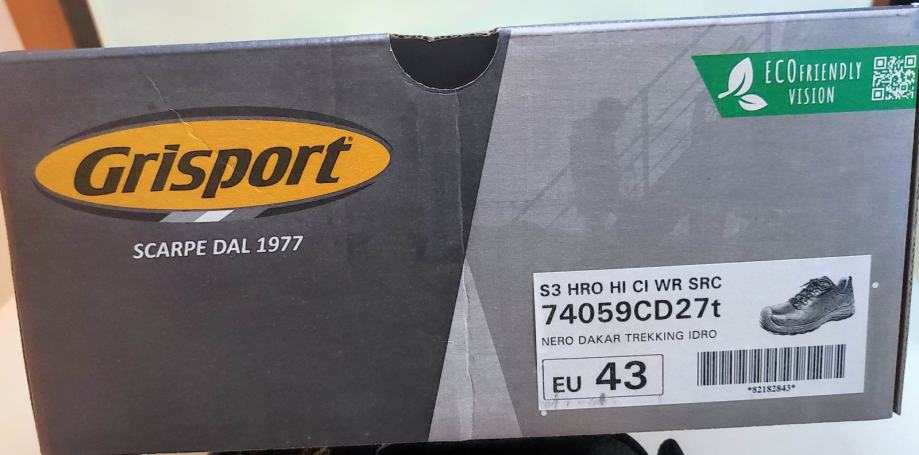 Grisport®
SCARPE DAL 1977
ECOFRIENDLY
VISION
S3 HRO HI CI WR SRC
74059CD27t
NERO DAKAR TREKKING IDRO
EU 43
*82182843*